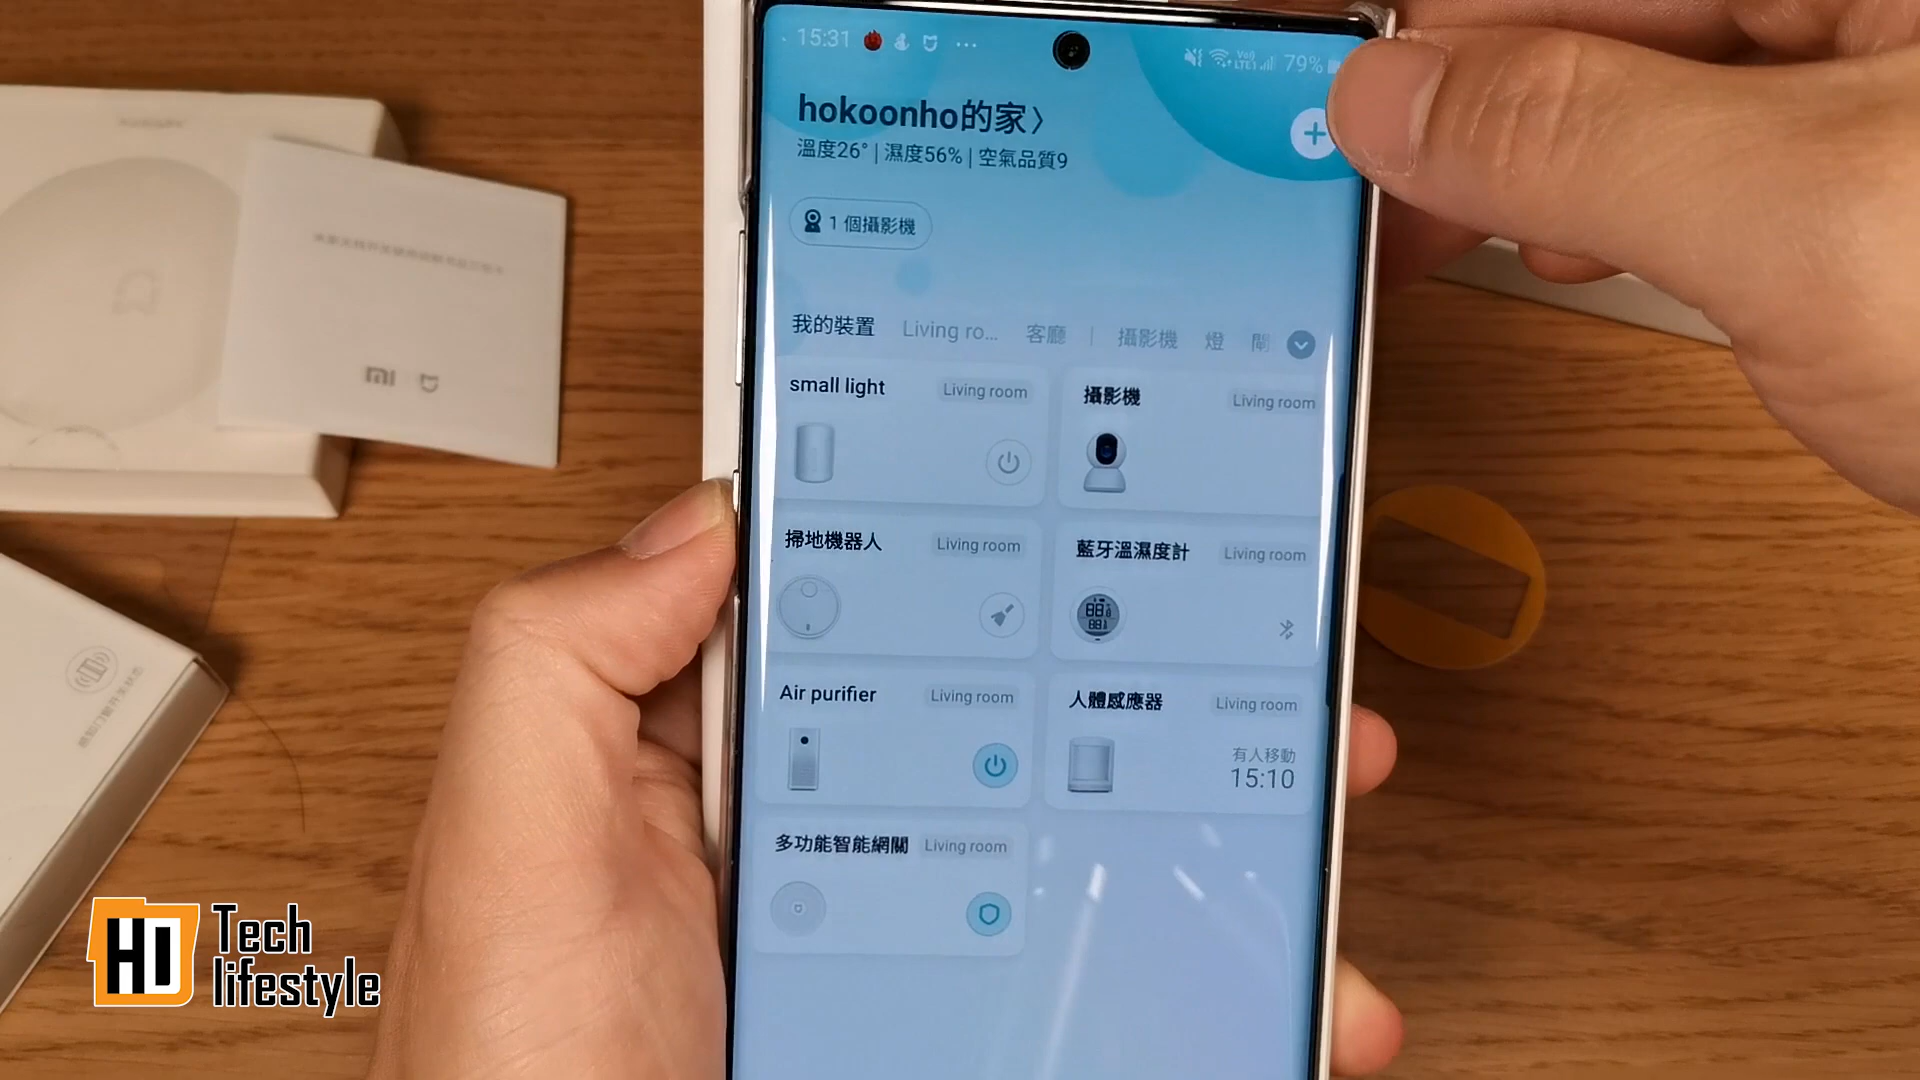 15:31
79%
hokoonho的家〉
溫度26° | 濕度56% | 空氣品質9
1 個攝影機
我的裝置 Living ro... 客廳 | 攝影機 燈
small light Living room
攝影機 Living room
掃地機器人 Living room
藍牙溫濕度計 Living room
Air purifier Living room
人體感應器 Living room
有人移動
15:10
多功能智能網關 Living room
mi
HD Tech
lifestyle